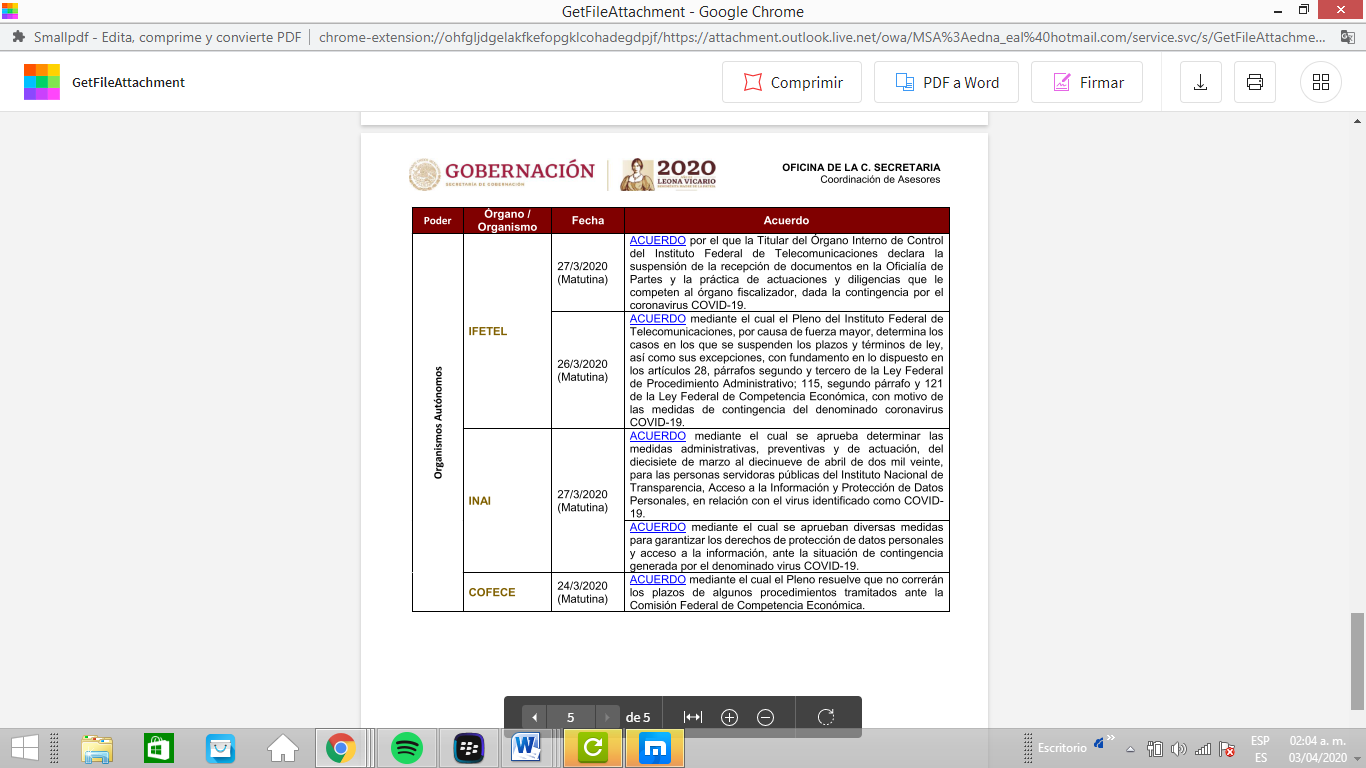 GetFileAttachment - Google Chrome
Smallpdf - Edita, comprime y convierte PDF | chrome-extension://ohfgljdgelakfkefopgklcohadegdpjf/https://attachment.outlook.live.net/owa/MSA%3Aedna_eal%40hotmail.com/service.svc/s/GetFileAttachme...
GetFileAttachment
Comprimir
PDF a Word
Firmar
GOBERNACIÓN
SECRETARÍA DE GOBERNACIÓN
2020
LEONA VICARIO
OFICINA DE LA C. SECRETARIA
Coordinación de Asesores
Poder
Órgano /
Organismo
Fecha
Acuerdo
Organismos Autónomos
IFETEL
27/3/2020
(Matutina)
ACUERDO por el que la Titular del Órgano Interno de Control
del Instituto Federal de Telecomunicaciones declara la
suspensión de la recepción de documentos en la Oficialía de
Partes y la práctica de actuaciones y diligencias que le
competen al órgano fiscalizador, dada la contingencia por el
coronavirus COVID-19.
26/3/2020
(Matutina)
ACUERDO mediante el cual el Pleno del Instituto Federal de
Telecomunicaciones, por causa de fuerza mayor, determina los
casos en los que se suspenden los plazos y términos de ley,
así como sus excepciones, con fundamento en lo dispuesto en
los artículos 28, párrafos segundo y tercero de la Ley Federal
de Procedimiento Administrativo; 115, segundo párrafo y 121
de la Ley Federal de Competencia Económica, con motivo de
las medidas de contingencia del denominado coronavirus
COVID-19.
INAI
27/3/2020
(Matutina)
ACUERDO mediante el cual se aprueba determinar las
medidas administrativas, preventivas y de actuación, del
diecisiete de marzo al diecinueve de abril de dos mil veinte,
para las personas servidoras públicas del Instituto Nacional de
Transparencia, Acceso a la Información y Protección de Datos
Personales, en relación con el virus identificado como COVID-
19.
ACUERDO mediante el cual se aprueban diversas medidas
para garantizar los derechos de protección de datos personales
y acceso a la información, ante la situación de contingencia
generada por el denominado virus COVID-19.
COFECE
24/3/2020
(Matutina)
ACUERDO mediante el cual el Pleno resuelve que no correrán
los plazos de algunos procedimientos tramitados ante la
Comisión Federal de Competencia Económica.
5
de 5
Escritorio
ESP
ES
02:04 a. m.
03/04/2020